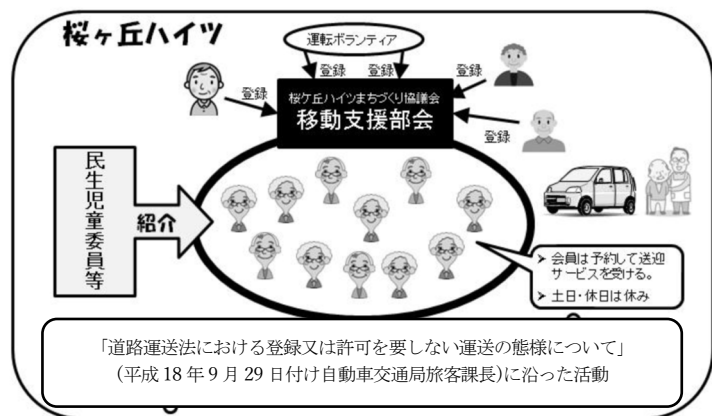 桜ヶ丘ハイツ
運転ボランティア
登録
登録
登録
登録
登録
桜ケ丘ハイツまちづくり協議会
移動支援部会
民生児童委員等
紹介
➢ 会員は予約して送迎
サービスを受ける。
➢ 土日・休日は休み
「道路運送法における登録又は許可を要しない運送の態様について」
(平成 18 年 9 月 29 日付け自動車交通局旅客課長)に沿った活動